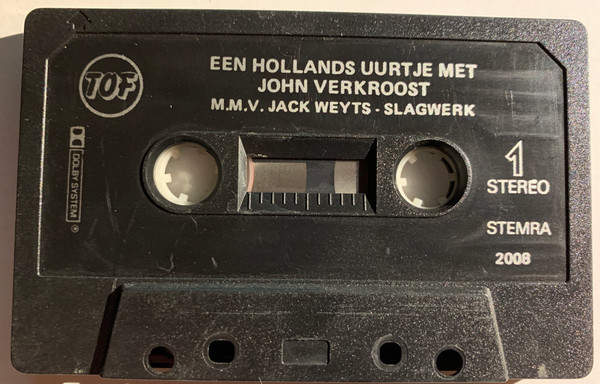 TOF
EEN HOLLANDS UURTJE MET
JOHN VERKROOST
M.M.V. JACK WEYTS - SLAGWERK
DOLBY SYSTEM ®
1
STEREO
STEMRA
2008